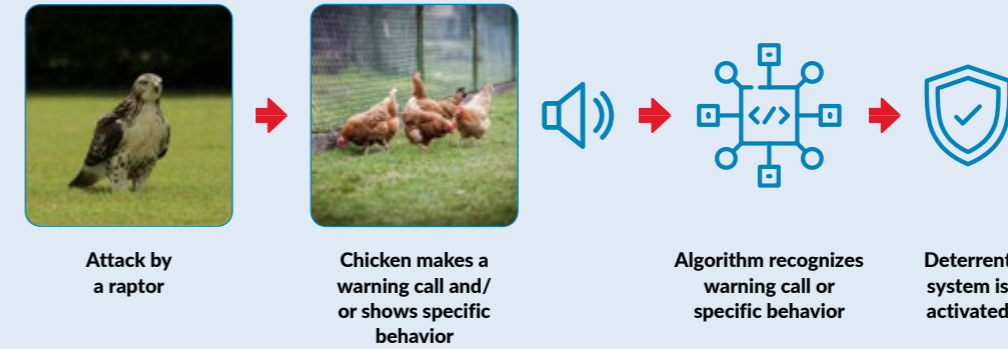 Attack by
a raptor
Chicken makes a
warning call and/
or shows specific
behavior
</>
Algorithm recognizes
warning call or
specific behavior
Deterrent
system is
activated